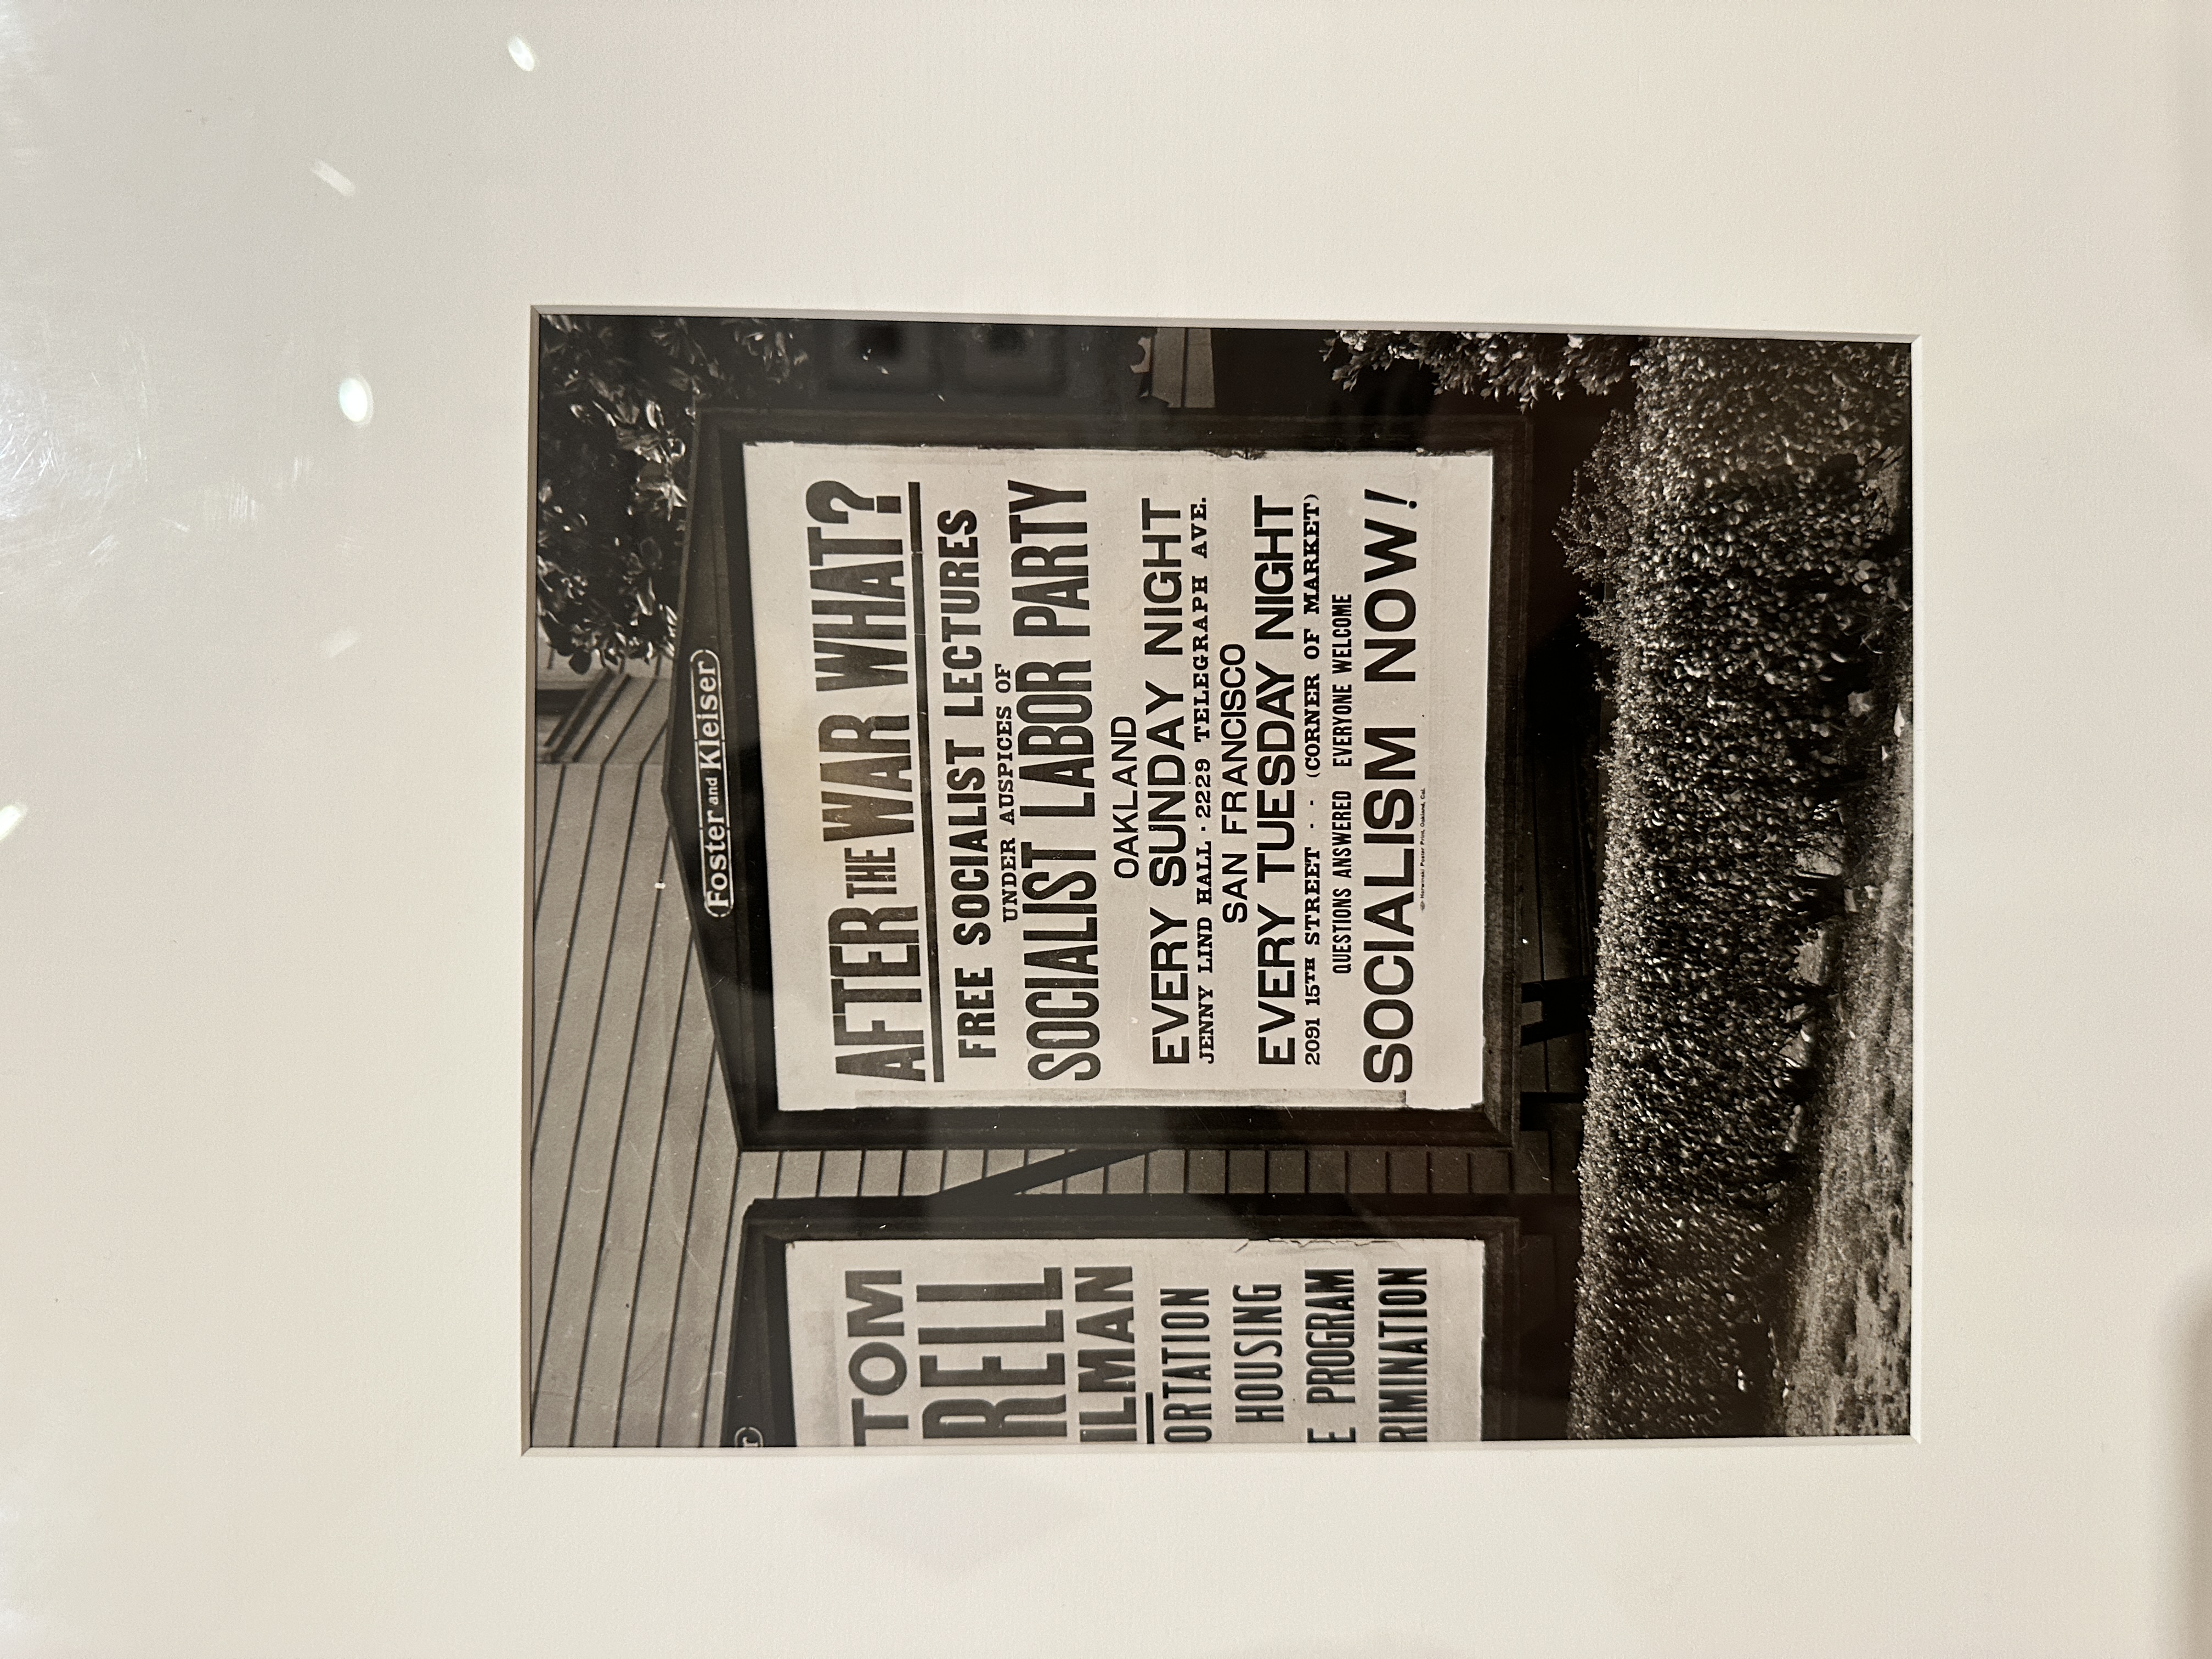 Foster and Kleiser
AFTER THE WAR WHAT?
FREE SOCIALIST LECTURES
UNDER AUSPICES OF
SOCIALIST LABOR PARTY
OAKLAND
EVERY SUNDAY NIGHT
JENNY LIND HALL · 2229 TELEGRAPH AVE.
SAN FRANCISCO
EVERY TUESDAY NIGHT
2091 15TH STREET - - (CORNER OF MARKET)
QUESTIONS ANSWERED EVERYONE WELCOME
SOCIALISM NOW!
r
TOM
RELL
ILMAN
ORTATION
HOUSING
E PROGRAM
RIMINATION